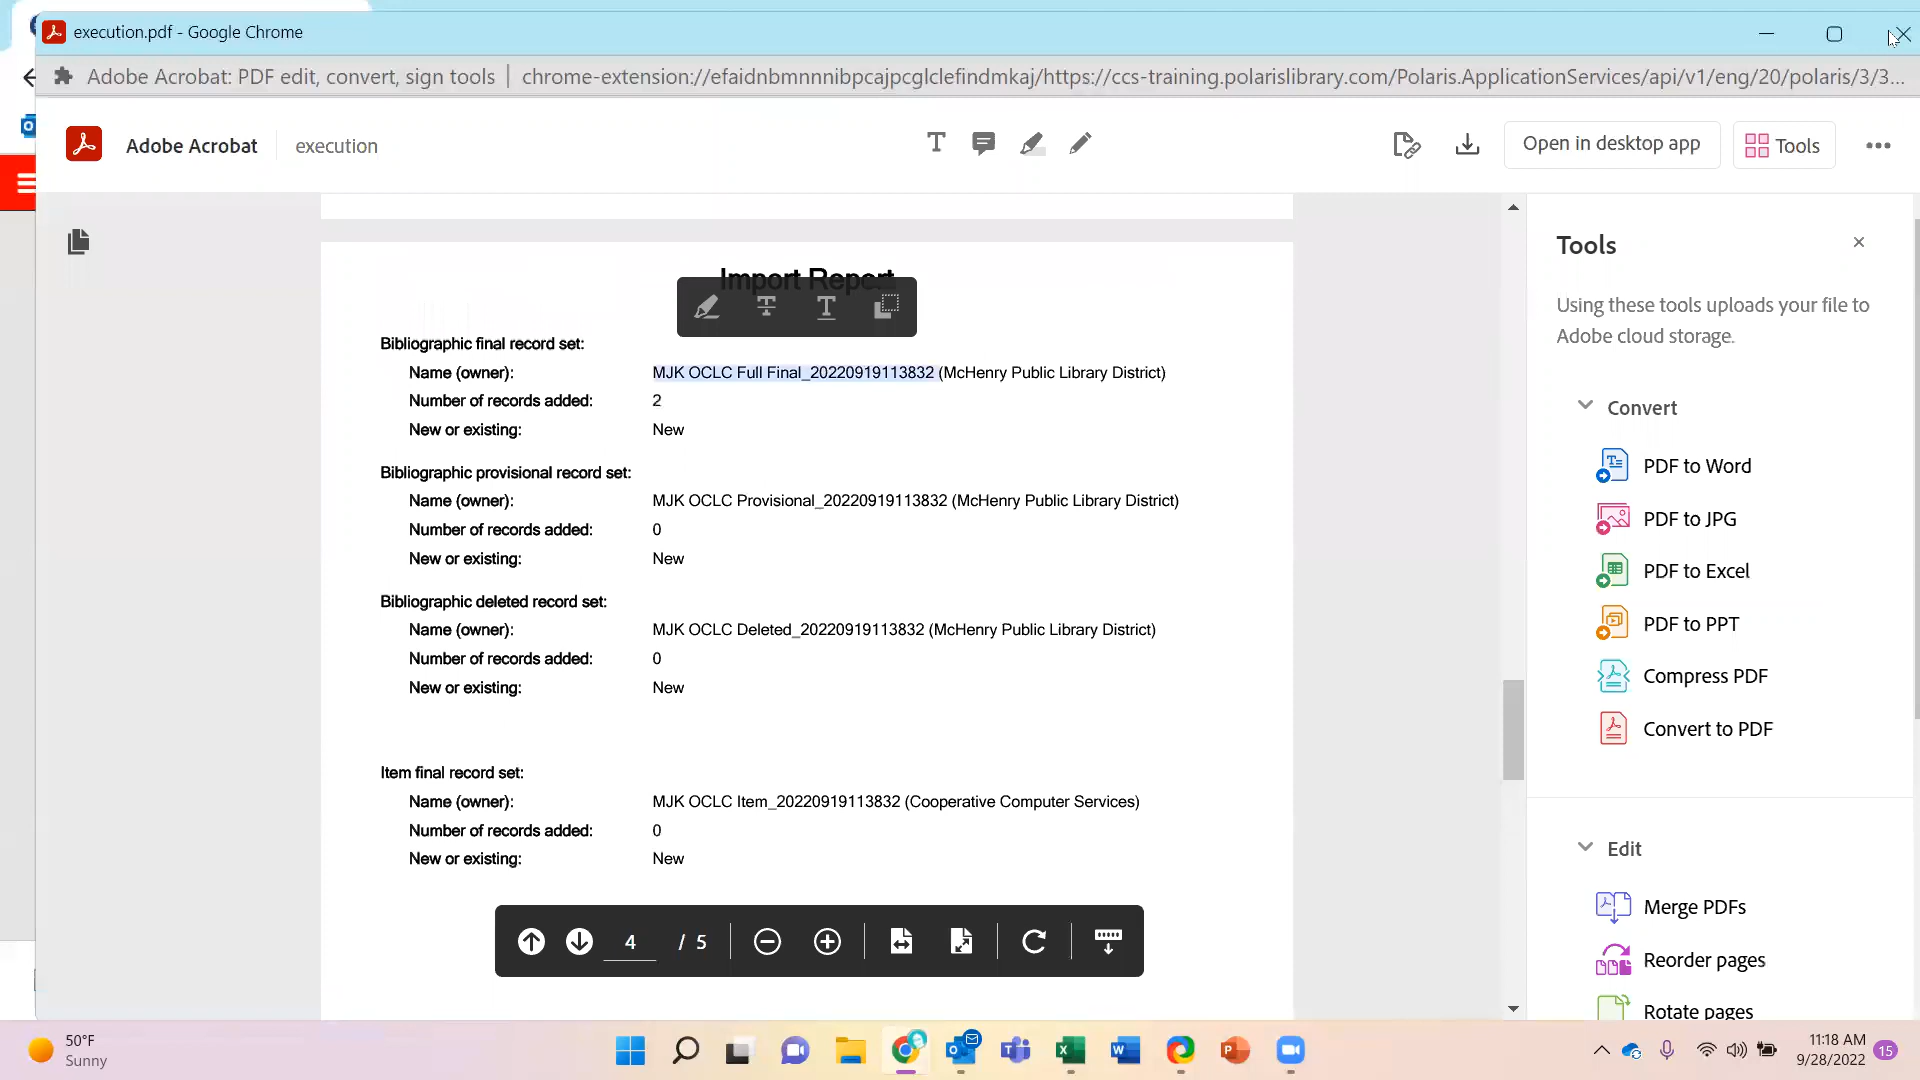 execution.pdf - Google Chrome
Adobe Acrobat: PDF edit, convert, sign tools | chrome-extension://efaidnbmnnnibpcajpcglclefindmkaj/https://ccs-training.polarislibrary.com/Polaris.ApplicationServices/api/v1/eng/20/polaris/3/3...
Adobe Acrobat execution
Open in desktop app
Tools
Import Report
Bibliographic final record set:
Name (owner): MJK OCLC Full Final_20220919113832 (McHenry Public Library District)
Number of records added: 2
New or existing: New
Bibliographic provisional record set:
Name (owner): MJK OCLC Provisional_20220919113832 (McHenry Public Library District)
Number of records added: 0
New or existing: New
Bibliographic deleted record set:
Name (owner): MJK OCLC Deleted_20220919113832 (McHenry Public Library District)
Number of records added: 0
New or existing: New
Item final record set:
Name (owner): MJK OCLC Item_20220919113832 (Cooperative Computer Services)
Number of records added: 0
New or existing: New
4 / 5
Tools
Using these tools uploads your file to
Adobe cloud storage.
Convert
PDF to Word
PDF to JPG
PDF to Excel
PDF to PPT
Compress PDF
Convert to PDF
Edit
Merge PDFs
Reorder pages
Rotate pages
50°F
Sunny
11:18 AM
9/28/2022
15